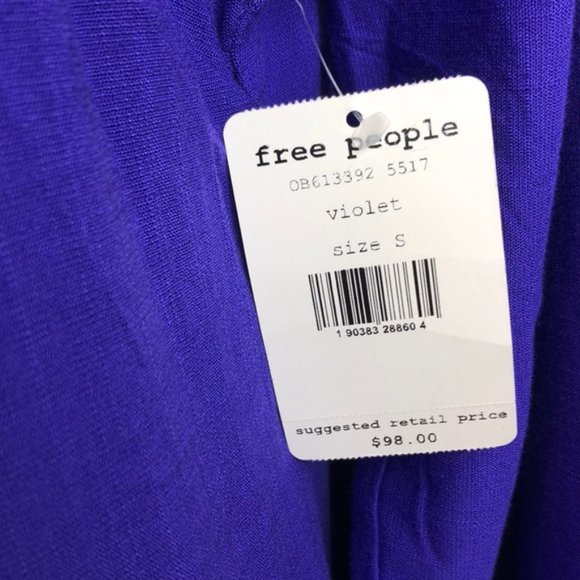 free people
OB613392 5517
violet
size S
1 90383 28860 4
suggested retail price
$98.00